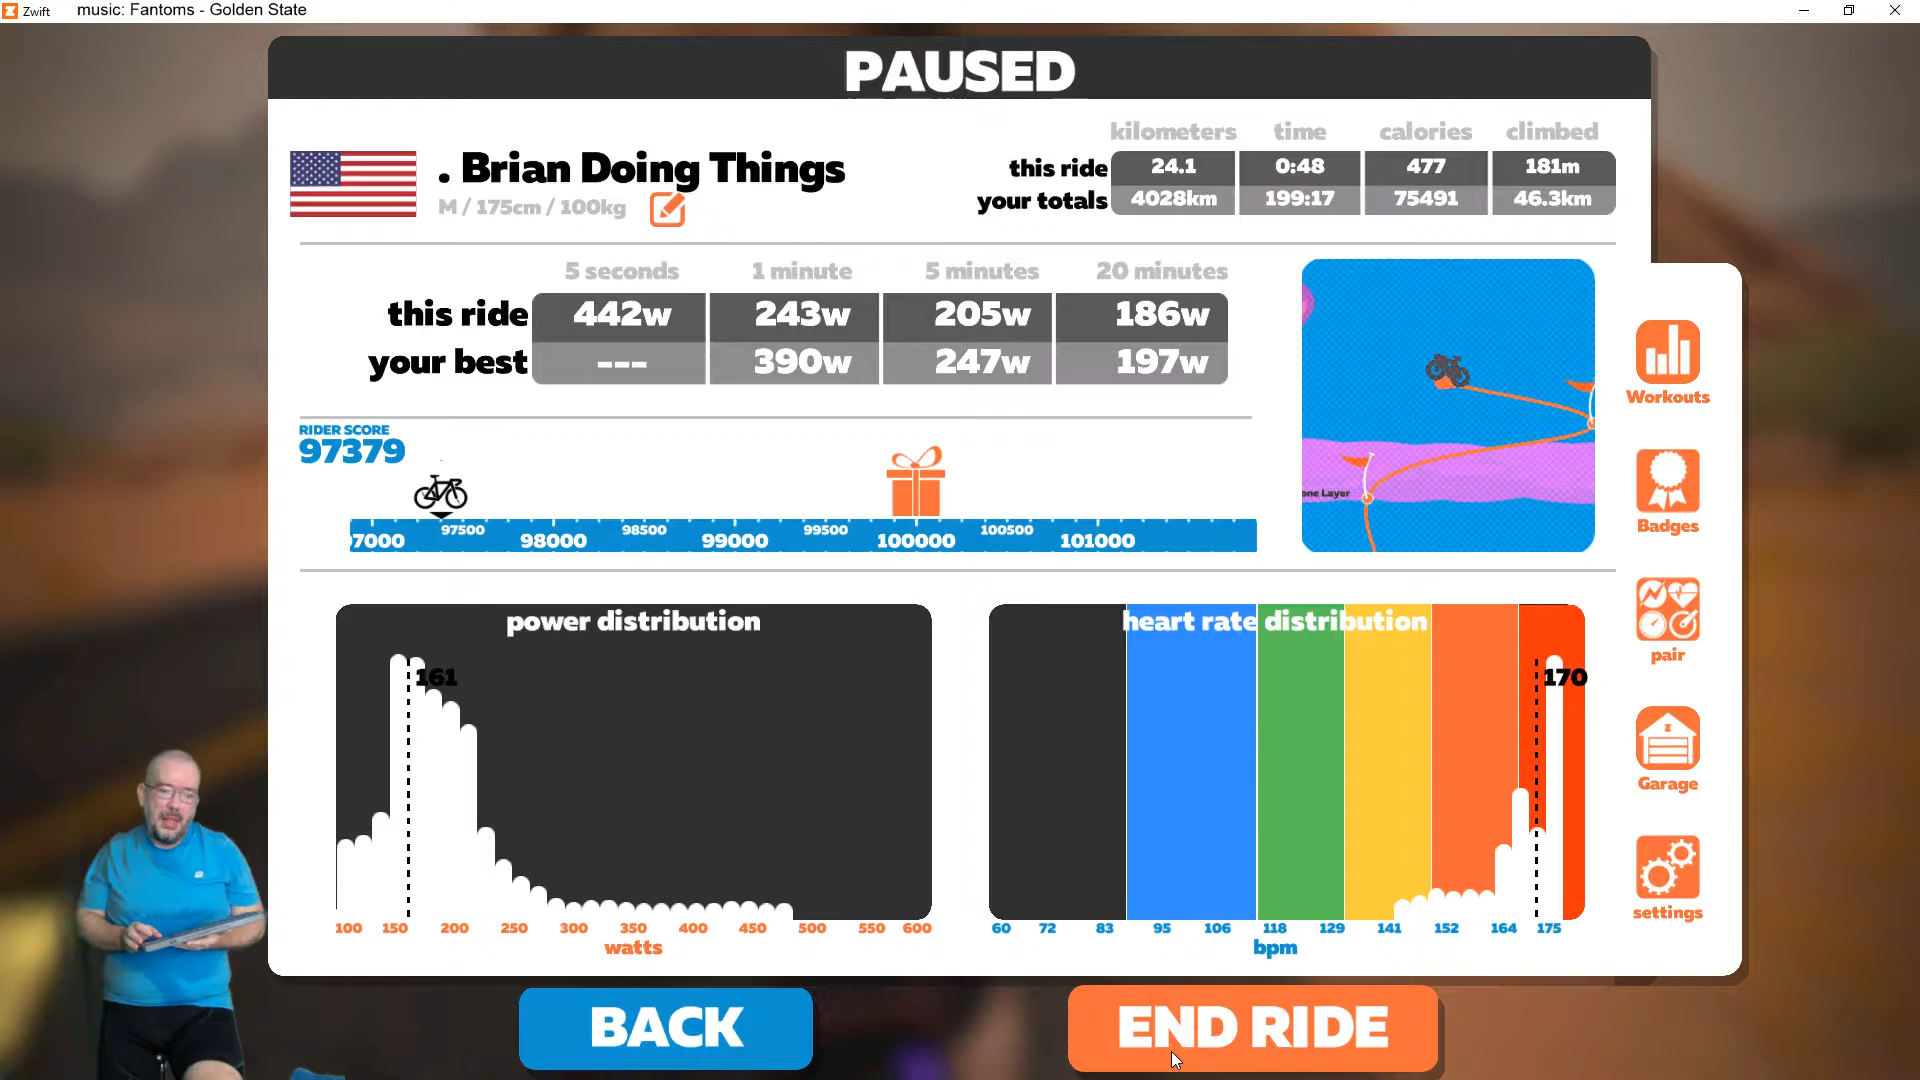 Zwift music: Fantoms - Golden State
PAUSED
. Brian Doing Things
M / 175cm / 100kg
kilometers time calories climbed
this ride 24.1 0:48 477 181m
your totals 4028km 199:17 75491 46.3km
5 seconds 1 minute 5 minutes 20 minutes
this ride 442w 243w 205w 186w
your best --- 390w 247w 197w
RIDER SCORE
97379
97500 98500 99500 100500
97000 98000 99000 100000 101000
one Layer
Workouts
Badges
pair
Z
Garage
settings
power distribution
161
100 150 200 250 300 350 400 450 500 550 600
watts
heart rate distribution
170
60 72 83 95 106 118 129 141 152 164 175
bpm
BACK
END RIDE